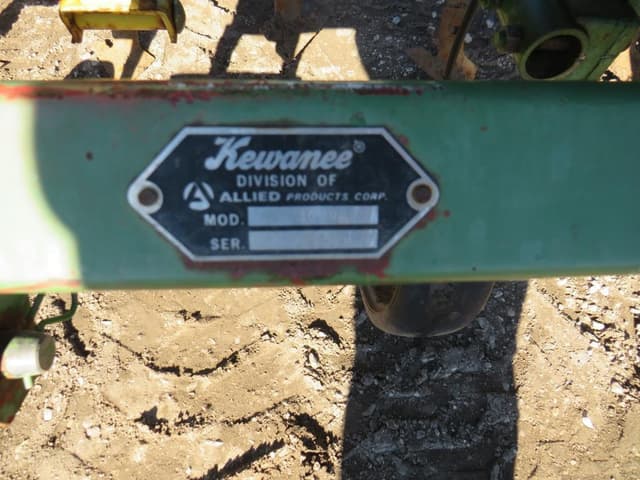 Kewanee®
DIVISION OF
ALLIED PRODUCTS CORP.
MOD.
SER.